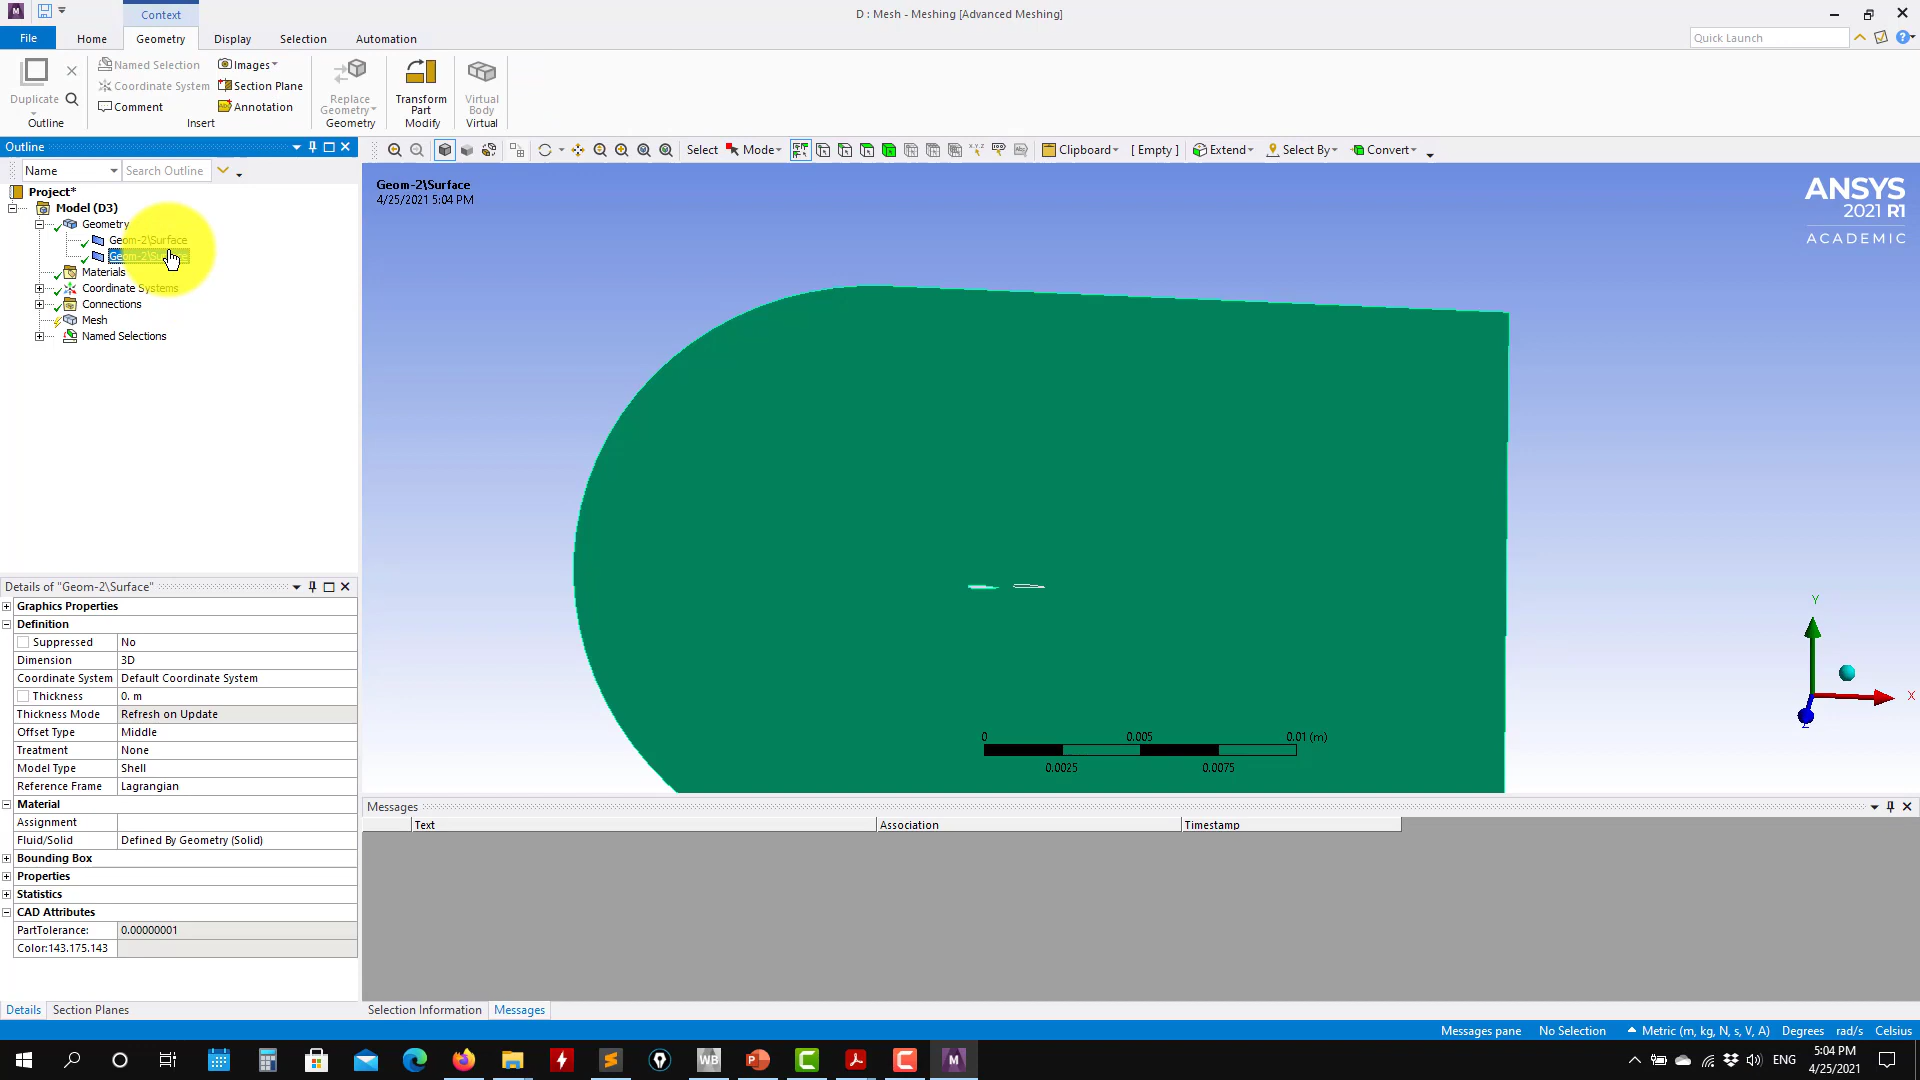 Context
D : Mesh - Meshing [Advanced Meshing]
File
Home
Geometry
Display
Selection
Automation
Quick Launch
Duplicate
Outline
Named Selection
Coordinate System
Comment
Images
Section Plane
Annotation
Insert
Replace
Geometry
Geometry
Transform
Part
Modify
Virtual
Body
Virtual
Outline
Select
Mode
Clipboard
[ Empty ]
Extend
Select By
Convert
Name
Search Outline
Project*
Model (D3)
Geometry
Geom-2\Surface
Geom-2\Surface
Materials
Coordinate Systems
Connections
Mesh
Named Selections
Geom-2\Surface
4/25/2021 5:04 PM
ANSYS
2021 R1
ACADEMIC
Y
X
Z
0
0.005
0.01 (m)
0.0025
0.0075
Details of "Geom-2\Surface"
Graphics Properties
Definition
Suppressed No
Dimension 3D
Coordinate System Default Coordinate System
Thickness 0. m
Thickness Mode Refresh on Update
Offset Type Middle
Treatment None
Model Type Shell
Reference Frame Lagrangian
Material
Assignment
Fluid/Solid Defined By Geometry (Solid)
Bounding Box
Properties
Statistics
CAD Attributes
PartTolerance: 0.00000001
Color:143.175.143
Messages
Text Association Timestamp
Details Section Planes
Selection Information Messages
Messages pane No Selection Metric (m, kg, N, s, V, A) Degrees rad/s Celsius
WB
M
ENG
5:04 PM
4/25/2021